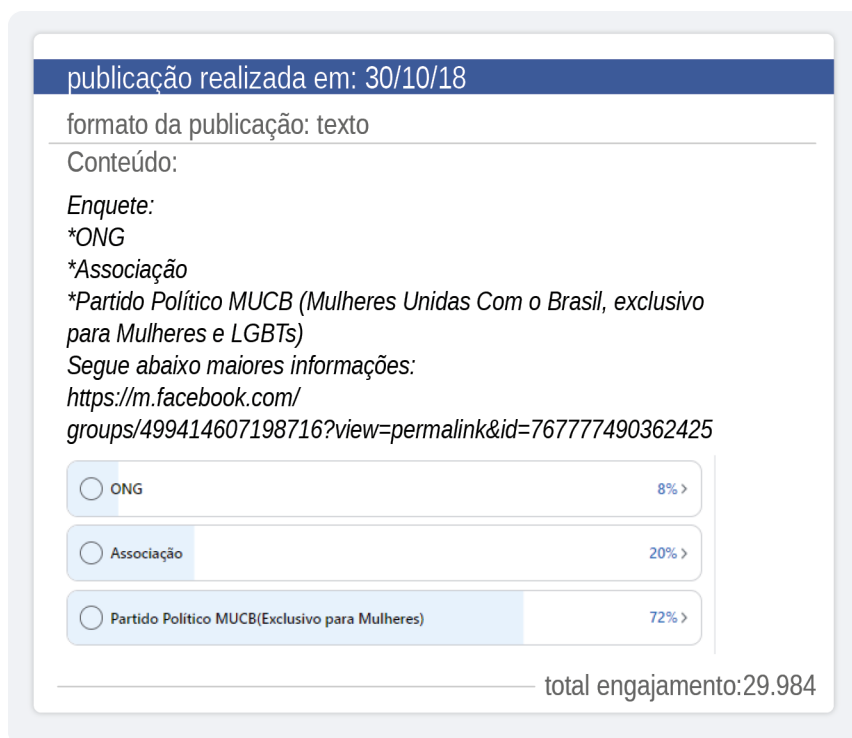 publicação realizada em: 30/10/18
formato da publicação: texto
Conteúdo:
Enquete:
*ONG
*Associação
*Partido Político MUCB (Mulheres Unidas Com o Brasil, exclusivo
para Mulheres e LGBTs)
Segue abaixo maiores informações:
https://m.facebook.com/
groups/499414607198716?view=permalink&id=767777490362425
ONG 8% >
Associação 20% >
Partido Político MUCB(Exclusivo para Mulheres) 72% >
total engajamento:29.984